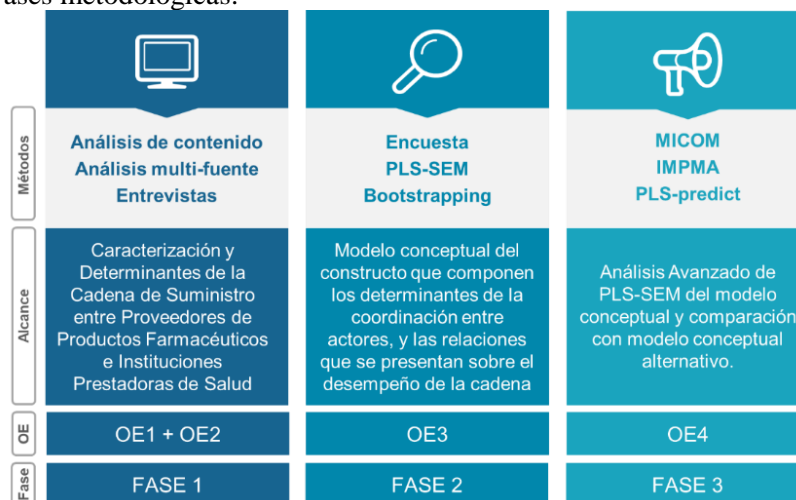 ases metodológicas:
Métodos
Análisis de contenido
Análisis multi-fuente
Entrevistas
Encuesta
PLS-SEM
Bootstrapping
MICOM
IMPMA
PLS-predict
Alcance
Caracterización y
Determinantes de la
Cadena de Suministro
entre Proveedores de
Productos Farmacéuticos
e Instituciones
Prestadoras de Salud
Modelo conceptual del
constructo que componen
los determinantes de la
coordinación entre
actores, y las relaciones
que se presentan sobre el
desempeño de la cadena
Análisis Avanzado de
PLS-SEM del modelo
conceptual y comparación
con modelo conceptual
alternativo.
OE
OE1 + OE2
OE3
OE4
Fase
FASE 1
FASE 2
FASE 3